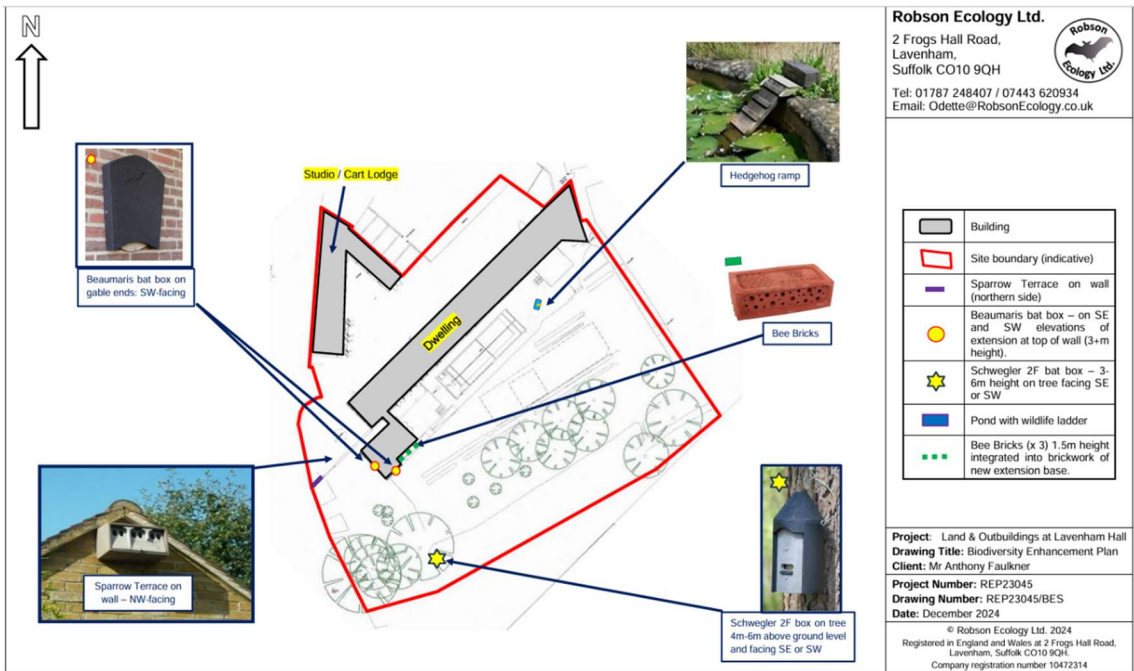 N
Beaumaris bat box on
gable ends: SW-facing
Studio / Cart Lodge
Dwelling
Hedgehog ramp
Bee Bricks
Sparrow Terrace on
wall – NW-facing
Schwegler 2F box on tree
4m-6m above ground level
and facing SE or SW
Robson Ecology Ltd.
2 Frogs Hall Road,
Lavenham,
Suffolk CO10 9QH
Tel: 01787 248407 / 07443 620934
Email: Odette@RobsonEcology.co.uk
Robson
Ecology Ltd.
Building
Site boundary (indicative)
Sparrow Terrace on wall
(northern side)
Beaumaris bat box – on SE
and SW elevations of
extension at top of wall (3+m
height).
Schwegler 2F bat box – 3-
6m height on tree facing SE
or SW
Pond with wildlife ladder
Bee Bricks (x 3) 1.5m height
integrated into brickwork of
new extension base.
Project: Land & Outbuildings at Lavenham Hall
Drawing Title: Biodiversity Enhancement Plan
Client: Mr Anthony Faulkner
Project Number: REP23045
Drawing Number: REP23045/BES
Date: December 2024
© Robson Ecology Ltd. 2024
Registered in England and Wales at 2 Frogs Hall Road,
Lavenham, Suffolk CO10 9QH.
Company registration number 10472314